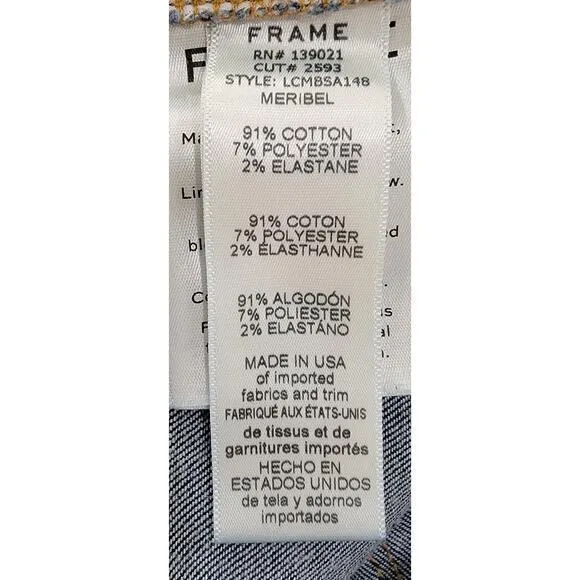 FRAME
RN# 139021
CUT# 2593
STYLE: LCMBSA148
MERIBEL
91% COTTON
7% POLYESTER
2% ELASTANE
91% COTON
7% POLYESTER
2% ÉLASTHANNE
91% ALGODÓN
7% POLIESTER
2% ELASTÁNO
MADE IN USA
of imported
fabrics and trim
FABRIQUÉ AUX ÉTATS-UNIS
de tissus et de
garnitures importés
HECHO EN
ESTADOS UNIDOS
de tela y adornos
importados